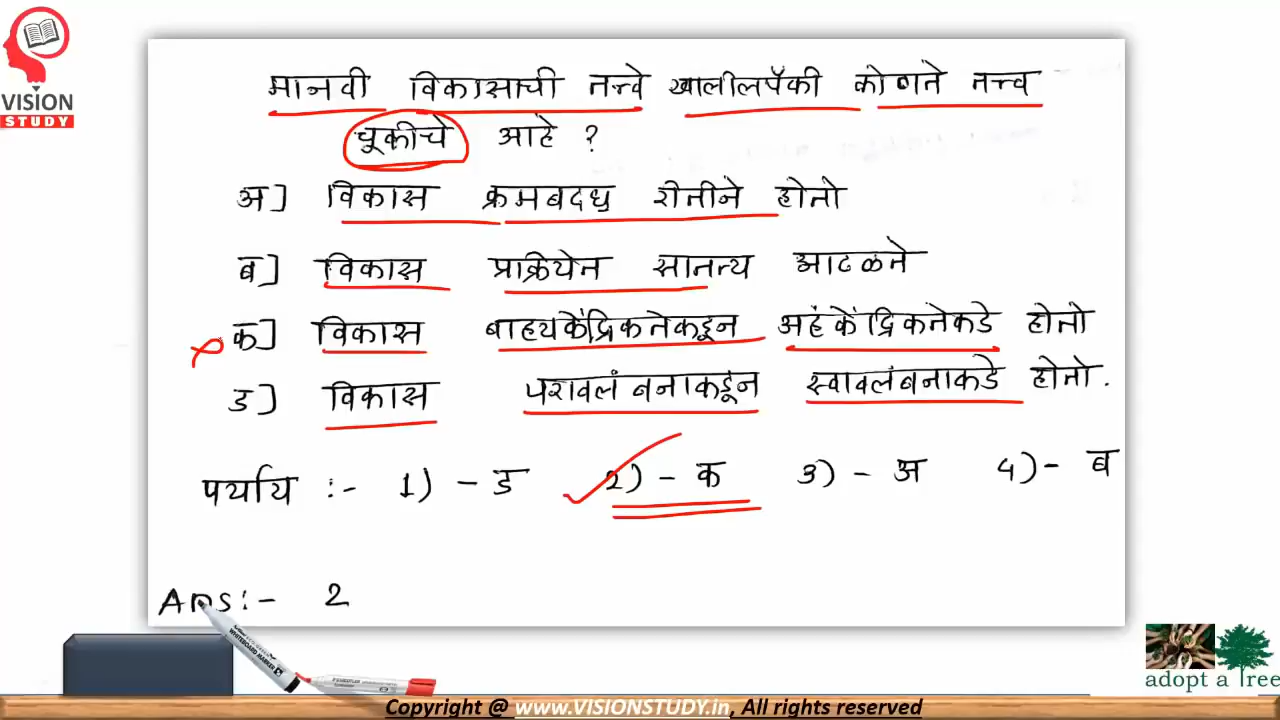 VISION
STUDY
मानवी विकासाची तत्त्वे खालीलपैकी कोणते तत्त्व
चूकीचे आहे ?
अ] विकास क्रमबद्ध रीतीने होतो
ब] विकास प्रक्रियेत सातत्य आढळते
क] विकास बाह्यकेंद्रिकतेकडून अहंकेंद्रिकतेकडे होतो
ड] विकास परावलंबनाकडून स्वावलंबनाकडे होतो.
पर्याय :- 1) - ड 2) - क 3) - अ 4) - ब
Ans:- 2
adopt a Tree
Copyright @ www.VISIONSTUDY.in, All rights reserved